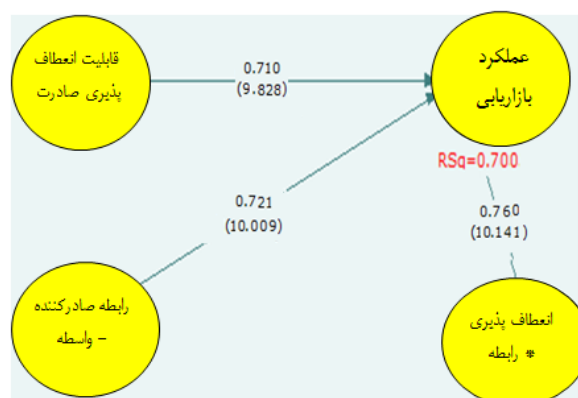 قابلیت انعطاف
پذیری صادرت
0.710
(9.828)
عملکرد
بازاریابی
RSq=0.700
0.721
(10.009)
0.760
(10.141)
رابطه صادرکننده
- واسطه
انعطاف پذیری
* رابطه